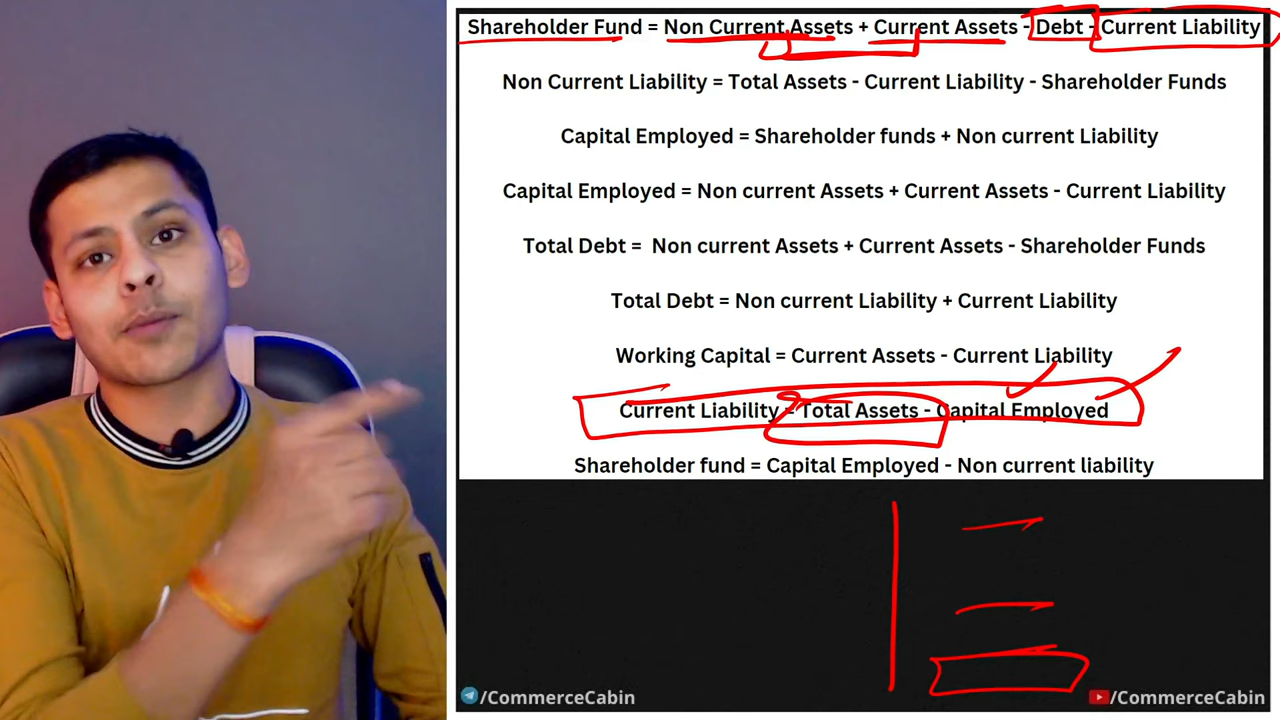 Shareholder Fund = Non Current Assets + Current Assets - Debt - Current Liability
Non Current Liability = Total Assets - Current Liability - Shareholder Funds
Capital Employed = Shareholder funds + Non current Liability
Capital Employed = Non current Assets + Current Assets - Current Liability
Total Debt = Non current Assets + Current Assets - Shareholder Funds
Total Debt = Non current Liability + Current Liability
Working Capital = Current Assets - Current Liability
Current Liability = Total Assets - Capital Employed
Shareholder fund = Capital Employed - Non current liability
/CommerceCabin
/CommerceCabin